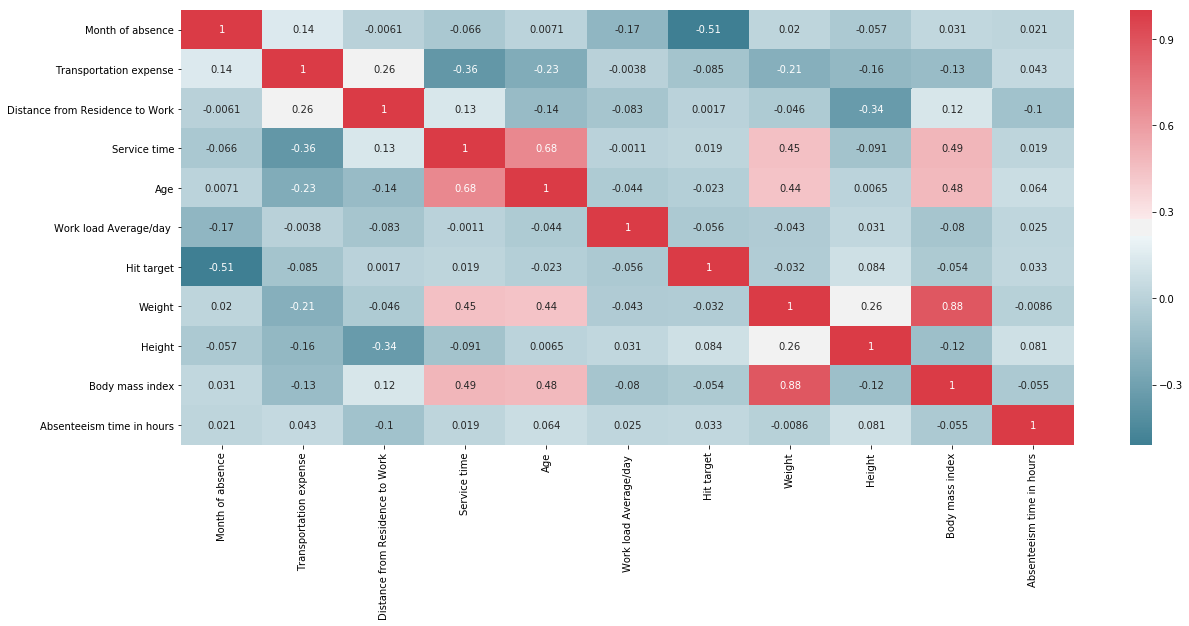 Month of absence 1 0.14 -0.0061 -0.066 0.0071 -0.17 -0.51 0.02 -0.057 0.031 0.021
Transportation expense 0.14 1 0.26 -0.36 -0.23 -0.0038 -0.085 -0.21 -0.16 -0.13 0.043
Distance from Residence to Work -0.0061 0.26 1 0.13 -0.14 -0.083 0.0017 -0.046 -0.34 0.12 -0.1
Service time -0.066 -0.36 0.13 1 0.68 -0.0011 0.019 0.45 -0.091 0.49 0.019
Age 0.0071 -0.23 -0.14 0.68 1 -0.044 -0.023 0.44 0.0065 0.48 0.064
Work load Average/day -0.17 -0.0038 -0.083 -0.0011 -0.044 1 -0.056 -0.043 0.031 -0.08 0.025
Hit target -0.51 -0.085 0.0017 0.019 -0.023 -0.056 1 -0.032 0.084 -0.054 0.033
Weight 0.02 -0.21 -0.046 0.45 0.44 -0.043 -0.032 1 0.26 0.88 -0.0086
Height -0.057 -0.16 -0.34 -0.091 0.0065 0.031 0.084 0.26 1 -0.12 0.081
Body mass index 0.031 -0.13 0.12 0.49 0.48 -0.08 -0.054 0.88 -0.12 1 -0.055
Absenteeism time in hours 0.021 0.043 -0.1 0.019 0.064 0.025 0.033 -0.0086 0.081 -0.055 1
Month of absence
Transportation expense
Distance from Residence to Work
Service time
Age
Work load Average/day
Hit target
Weight
Height
Body mass index
Absenteeism time in hours
0.9
0.6
0.3
0.0
−0.3